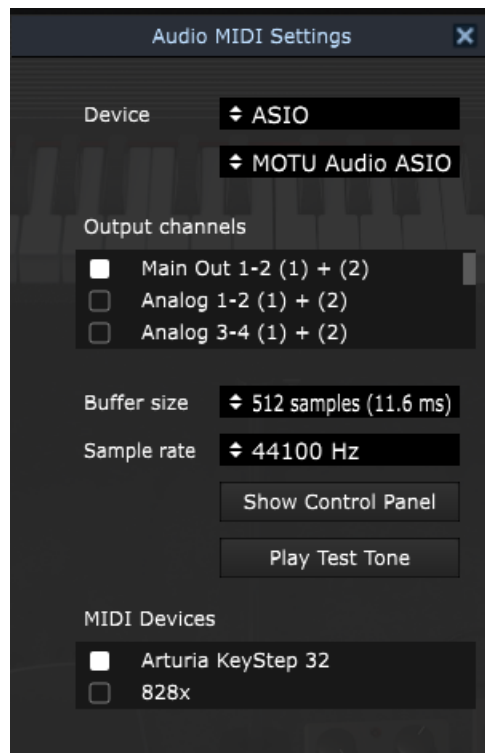 Audio MIDI Settings
Device ASIO
MOTU Audio ASIO
Output channels
Main Out 1-2 (1) + (2)
Analog 1-2 (1) + (2)
Analog 3-4 (1) + (2)
Buffer size 512 samples (11.6 ms)
Sample rate 44100 Hz
Show Control Panel
Play Test Tone
MIDI Devices
Arturia KeyStep 32
828x